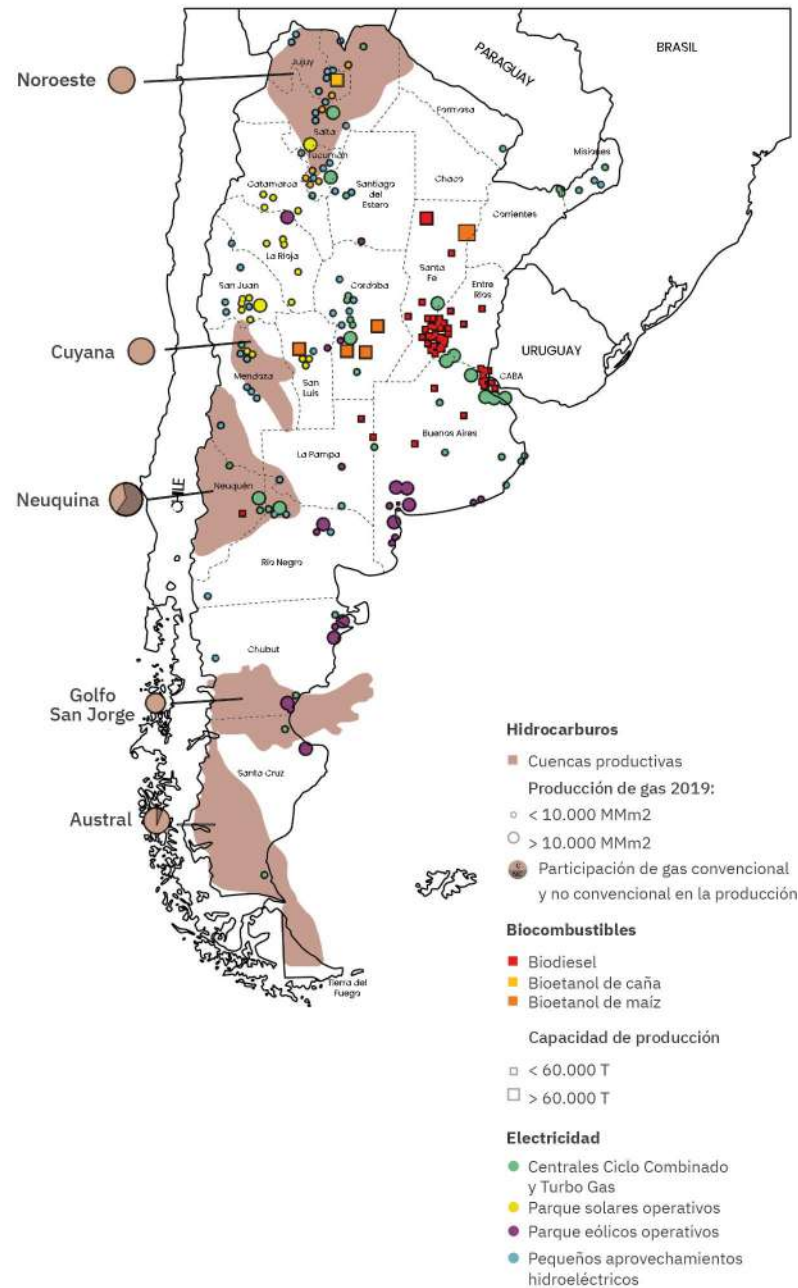 BRASIL
PARAGUAY
Noroeste
Jujuy
Formosa
Salta
Misiones
Tucumán
Catamarca
Santiago
del
Estero
Chaco
Corrientes
La Rioja
San Juan
Cordoba
Santa
Fe
Entre
Ríos
Cuyana
URUGUAY
Mendoza
San
Luis
CABA
Buenos Aires
La Pampa
Neuquina
CHILE
Neuquén
Río Negro
Chubut
Golfo
San Jorge
Santa Cruz
Austral
Tierra del
Fuego
Hidrocarburos
Cuencas productivas
Producción de gas 2019:
< 10.000 MMm2
> 10.000 MMm2
Participación de gas convencional
y no convencional en la producción
Biocombustibles
Biodiesel
Bioetanol de caña
Bioetanol de maíz
Capacidad de producción
< 60.000 T
> 60.000 T
Electricidad
Centrales Ciclo Combinado
y Turbo Gas
Parque solares operativos
Parque eólicos operativos
Pequeños aprovechamientos
hidroeléctricos